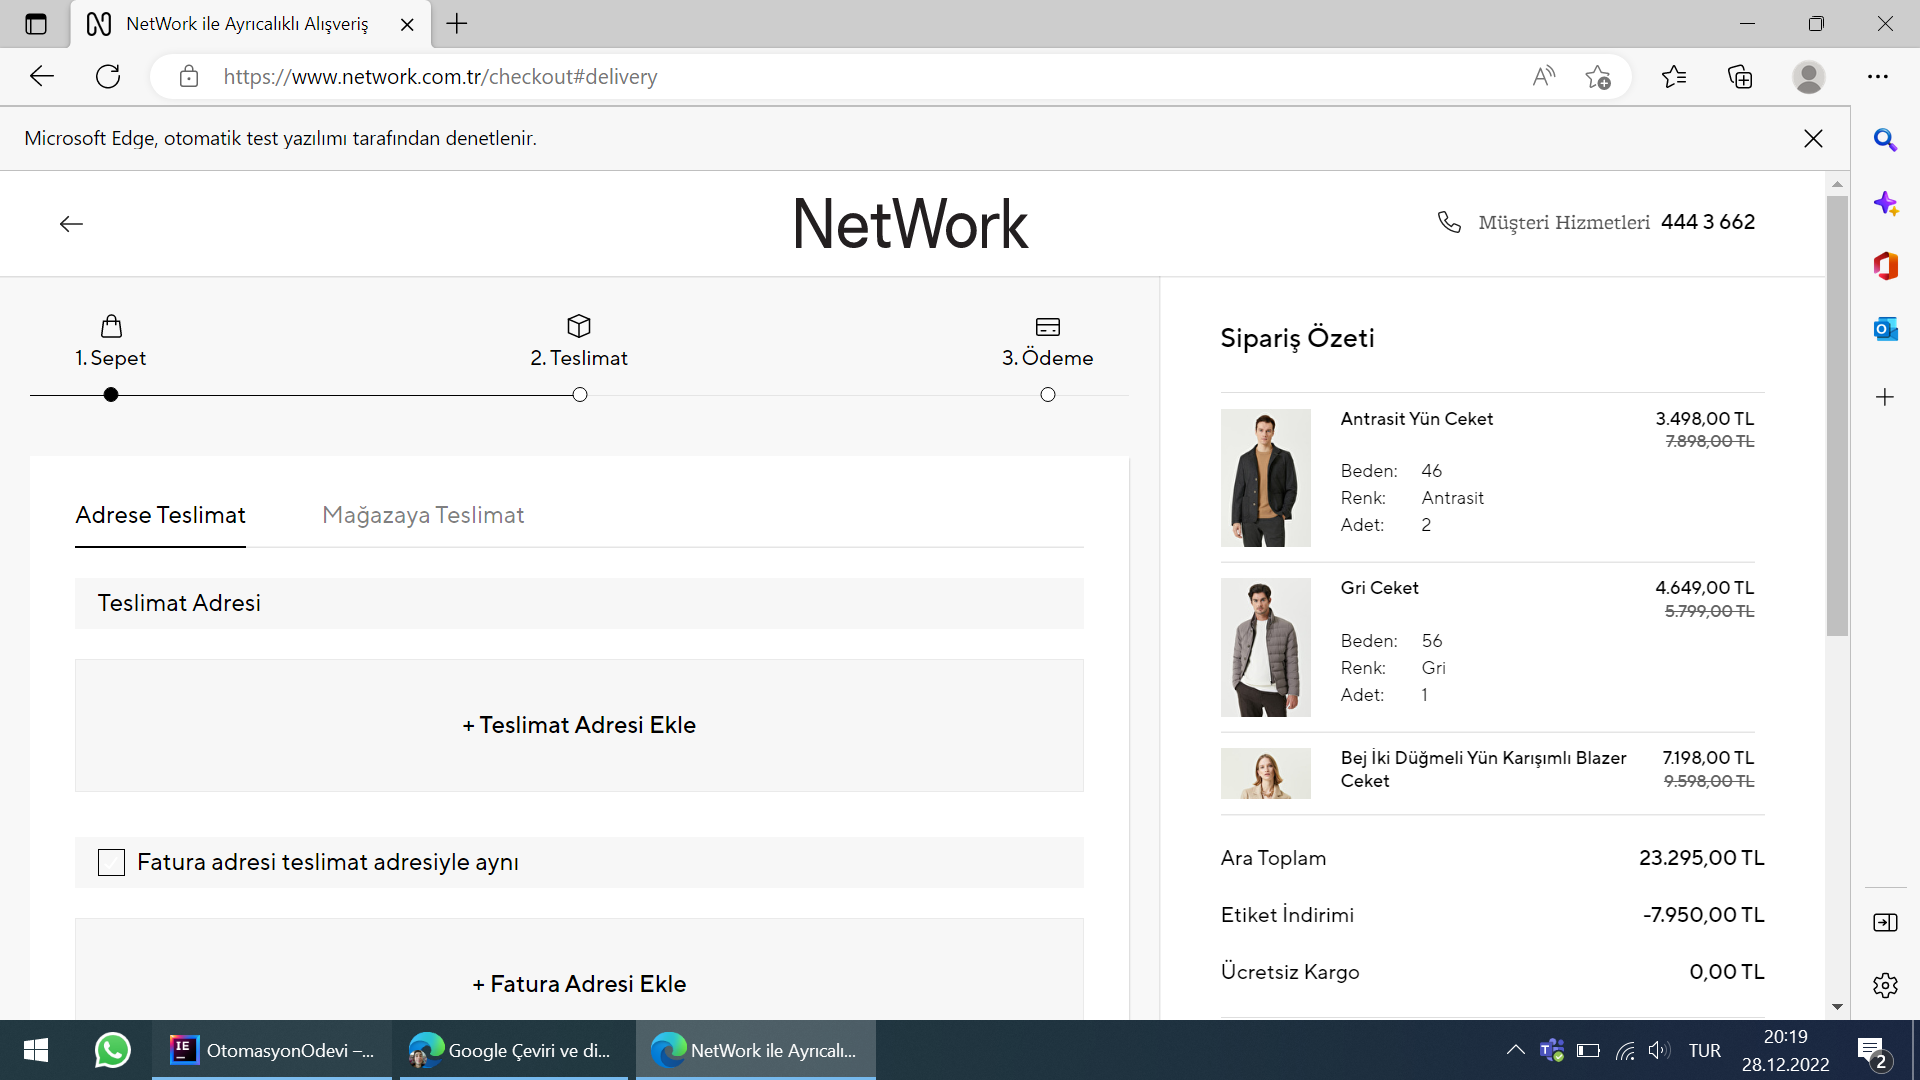 NetWork ile Ayrıcalıklı Alışveriş
https://www.network.com.tr/checkout#delivery
Microsoft Edge, otomatik test yazılımı tarafından denetlenir.
NetWork
Müşteri Hizmetleri 444 3 662
1. Sepet
2. Teslimat
3. Ödeme
Adrese Teslimat
Mağazaya Teslimat
Teslimat Adresi
+ Teslimat Adresi Ekle
Fatura adresi teslimat adresiyle aynı
+ Fatura Adresi Ekle
Sipariş Özeti
Antrasit Yün Ceket 3.498,00 TL
7.898,00 TL
Beden: 46
Renk: Antrasit
Adet: 2
Gri Ceket 4.649,00 TL
5.799,00 TL
Beden: 56
Renk: Gri
Adet: 1
Bej İki Düğmeli Yün Karışımlı Blazer 7.198,00 TL
Ceket 9.598,00 TL
Ara Toplam 23.295,00 TL
Etiket İndirimi -7.950,00 TL
Ücretsiz Kargo 0,00 TL
OtomasyonOdevi –...
Google Çeviri ve di...
NetWork ile Ayrıcalı...
TUR
20:19
28.12.2022
2